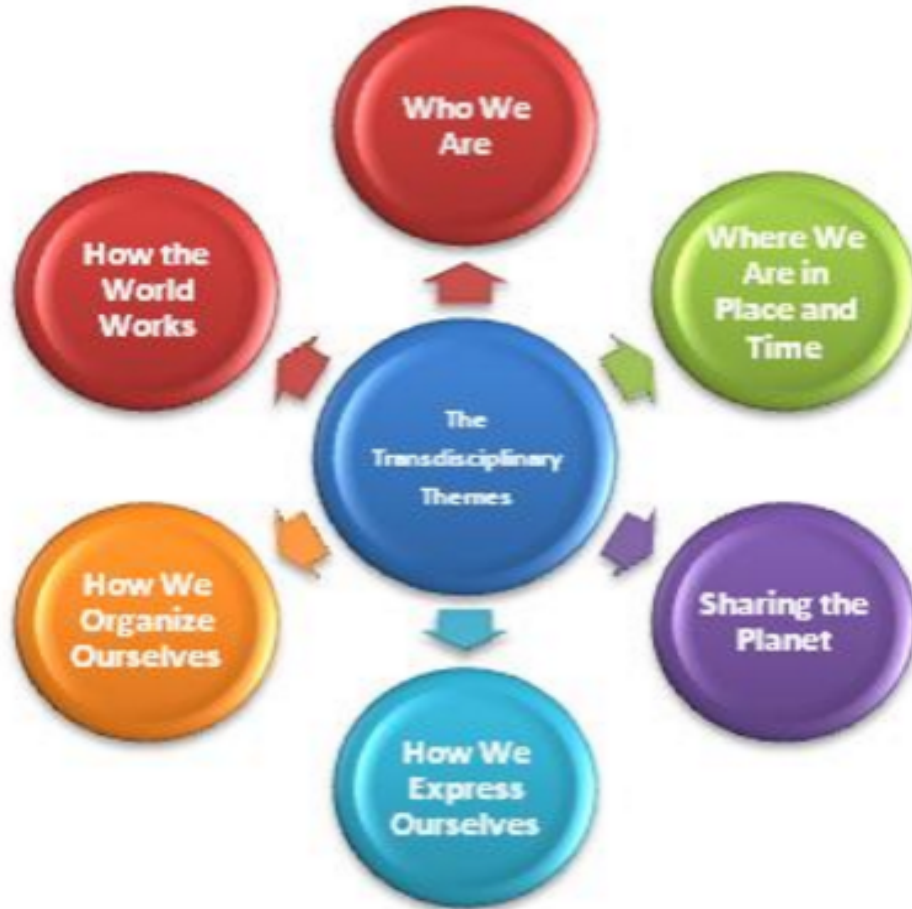 Who We
Are
How the
World
Works
Where We
Are in
Place and
Time
The
Transdisciplinary
Themes
How We
Organize
Ourselves
Sharing the
Planet
How We
Express
Ourselves